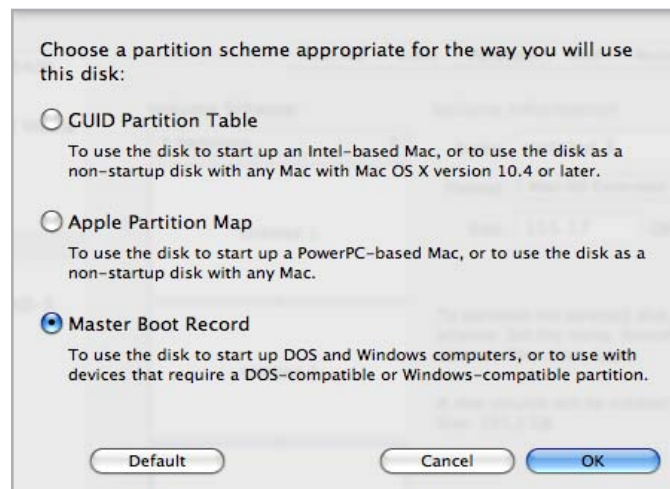 Choose a partition scheme appropriate for the way you will use
this disk:
GUID Partition Table
To use the disk to start up an Intel-based Mac, or to use the disk as a
non-startup disk with any Mac with Mac OS X version 10.4 or later.
Apple Partition Map
To use the disk to start up a PowerPC-based Mac, or to use the disk as a
non-startup disk with any Mac.
Master Boot Record
To use the disk to start up DOS and Windows computers, or to use with
devices that require a DOS-compatible or Windows-compatible partition.
Default
Cancel
OK